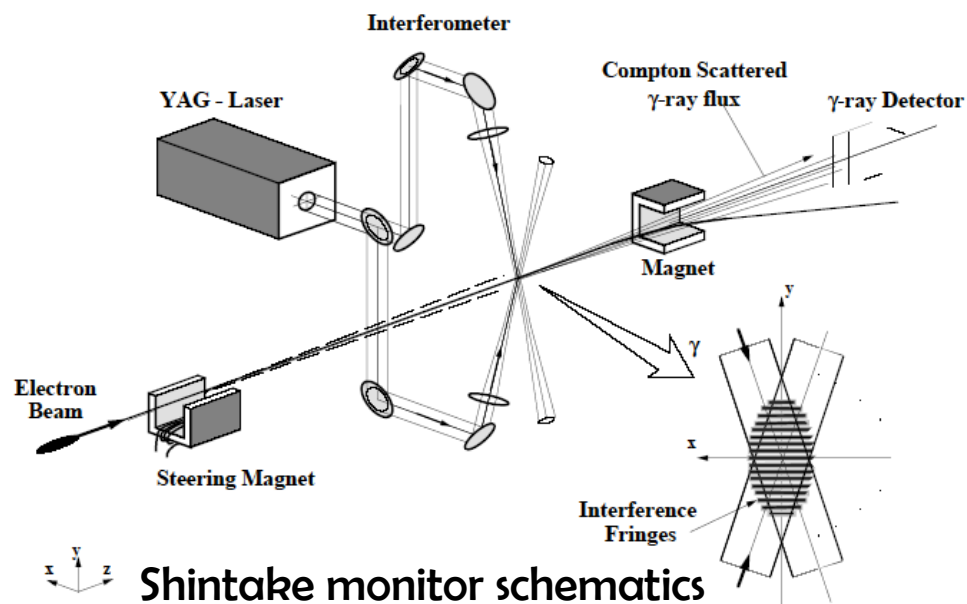 Interferometer
Compton Scattered
γ-ray flux
γ-ray Detector
YAG - Laser
Magnet
y
γ
Electron
Beam
x
Steering Magnet
Interference
Fringes
y
x
z
Shintake monitor schematics